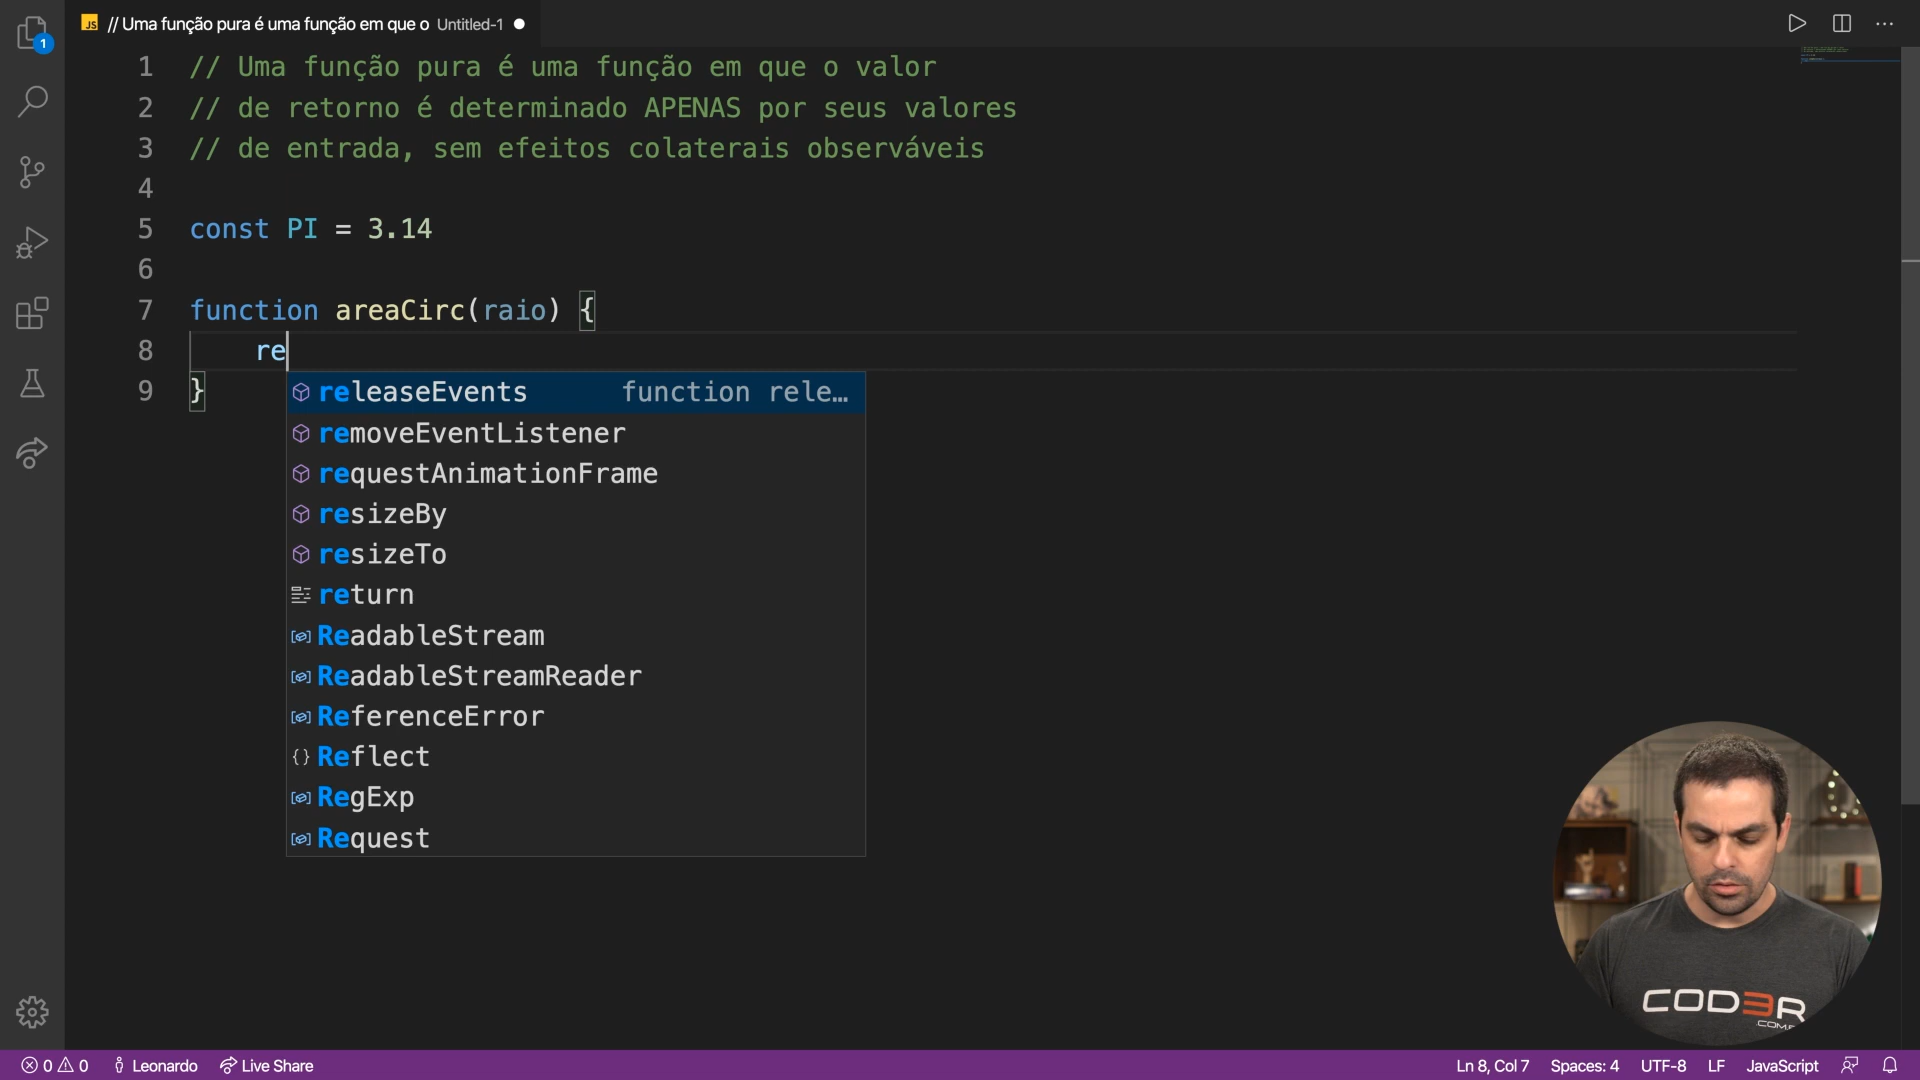 JS // Uma função pura é uma função em que o Untitled-1
1
1 // Uma função pura é uma função em que o valor
2 // de retorno é determinado APENAS por seus valores
3 // de entrada, sem efeitos colaterais observáveis
4
5 const PI = 3.14
6
7 function areaCirc(raio) {
8 re
9 }
releaseEvents function rele…
removeEventListener
requestAnimationFrame
resizeBy
resizeTo
return
ReadableStream
ReadableStreamReader
ReferenceError
{} Reflect
RegExp
Request
COD3R
.COM.
0 0 Leonardo Live Share Ln 8, Col 7 Spaces: 4 UTF-8 LF JavaScript